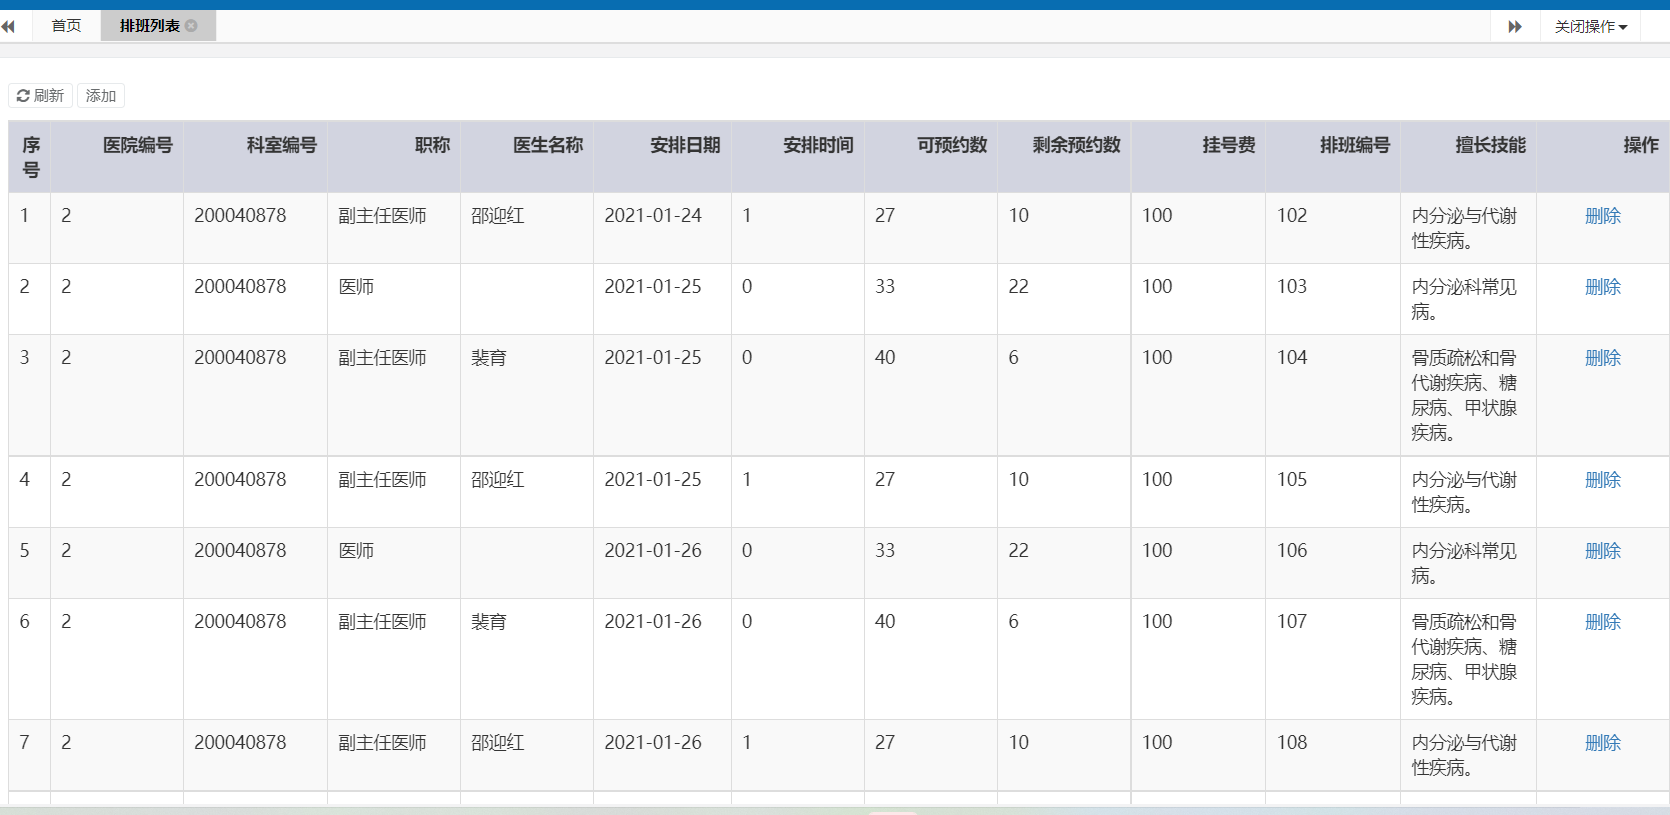 首页 排班列表 关闭操作
刷新 添加
序号 医院编号 科室编号 职称 医生名称 安排日期 安排时间 可预约数 剩余预约数 挂号费 排班编号 擅长技能 操作
1 2 200040878 副主任医师 邵迎红 2021-01-24 1 27 10 100 102 内分泌与代谢性疾病。 删除
2 2 200040878 医师 2021-01-25 0 33 22 100 103 内分泌科常见病。 删除
3 2 200040878 副主任医师 裴育 2021-01-25 0 40 6 100 104 骨质疏松和骨代谢疾病、糖尿病、甲状腺疾病。 删除
4 2 200040878 副主任医师 邵迎红 2021-01-25 1 27 10 100 105 内分泌与代谢性疾病。 删除
5 2 200040878 医师 2021-01-26 0 33 22 100 106 内分泌科常见病。 删除
6 2 200040878 副主任医师 裴育 2021-01-26 0 40 6 100 107 骨质疏松和骨代谢疾病、糖尿病、甲状腺疾病。 删除
7 2 200040878 副主任医师 邵迎红 2021-01-26 1 27 10 100 108 内分泌与代谢性疾病。 删除